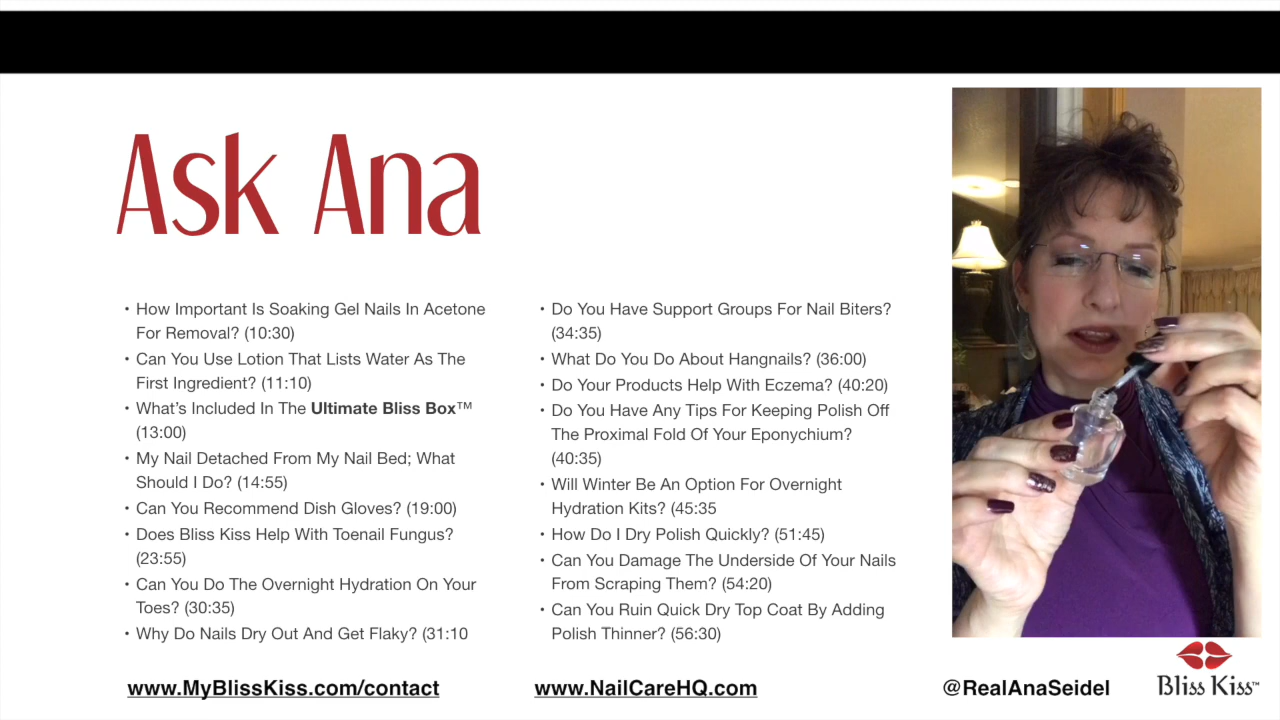 Ask Ana
• How Important Is Soaking Gel Nails In Acetone
For Removal? (10:30)
• Can You Use Lotion That Lists Water As The
First Ingredient? (11:10)
• What’s Included In The Ultimate Bliss Box™
(13:00)
• My Nail Detached From My Nail Bed; What
Should I Do? (14:55)
• Can You Recommend Dish Gloves? (19:00)
• Does Bliss Kiss Help With Toenail Fungus?
(23:55)
• Can You Do The Overnight Hydration On Your
Toes? (30:35)
• Why Do Nails Dry Out And Get Flaky? (31:10
• Do You Have Support Groups For Nail Biters?
(34:35)
• What Do You Do About Hangnails? (36:00)
• Do Your Products Help With Eczema? (40:20)
• Do You Have Any Tips For Keeping Polish Off
The Proximal Fold Of Your Eponychium?
(40:35)
• Will Winter Be An Option For Overnight
Hydration Kits? (45:35
• How Do I Dry Polish Quickly? (51:45)
• Can You Damage The Underside Of Your Nails
From Scraping Them? (54:20)
• Can You Ruin Quick Dry Top Coat By Adding
Polish Thinner? (56:30)
www.MyBlissKiss.com/contact
www.NailCareHQ.com
@RealAnaSeidel
Bliss Kiss™